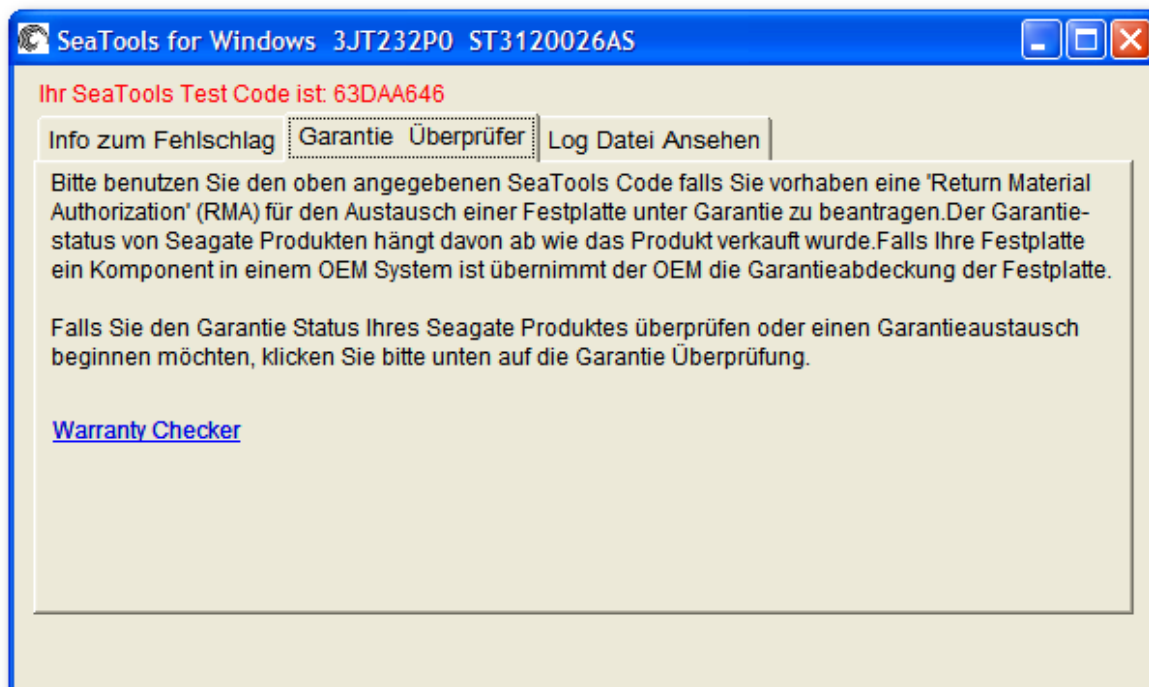 SeaTools for Windows 3JT232P0 ST3120026AS
Ihr SeaTools Test Code ist: 63DAA646
Info zum Fehlschlag Garantie Überprüfer Log Datei Ansehen
Bitte benutzen Sie den oben angegebenen SeaTools Code falls Sie vorhaben eine 'Return Material
Authorization' (RMA) für den Austausch einer Festplatte unter Garantie zu beantragen.Der Garantie-
status von Seagate Produkten hängt davon ab wie das Produkt verkauft wurde.Falls Ihre Festplatte
ein Komponent in einem OEM System ist übernimmt der OEM die Garantieabdeckung der Festplatte.
Falls Sie den Garantie Status Ihres Seagate Produktes überprüfen oder einen Garantieaustausch
beginnen möchten, klicken Sie bitte unten auf die Garantie Überprüfung.
Warranty Checker